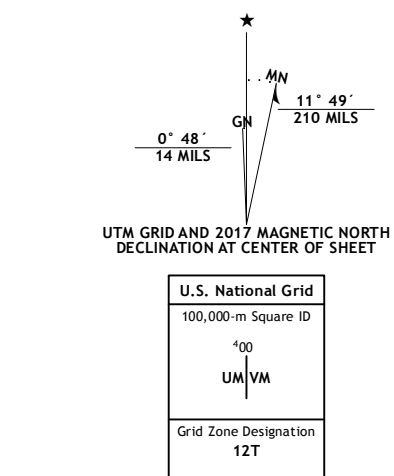 ★
MN
11° 49´
210 MILS
GN
0° 48´
14 MILS
UTM GRID AND 2017 MAGNETIC NORTH
DECLINATION AT CENTER OF SHEET
U.S. National Grid
100,000-m Square ID
⁴00
UM VM
Grid Zone Designation
12T